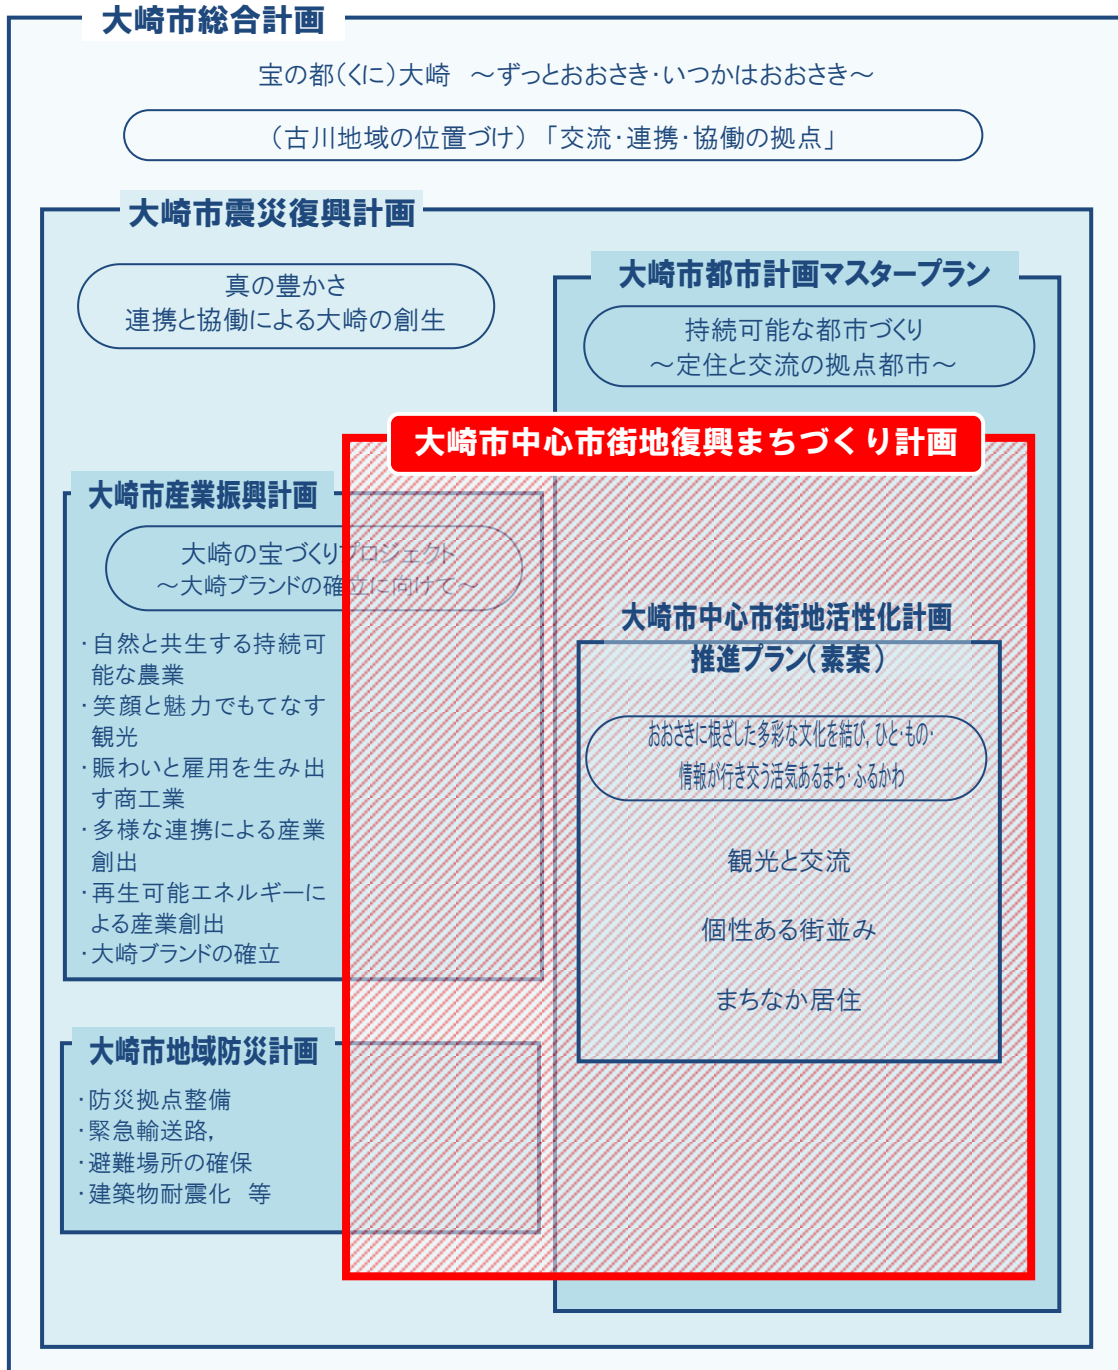 大崎市総合計画
宝の都(くに)大崎 ～ずっとおおさき・いつかはおおさき～
(古川地域の位置づけ)「交流・連携・協働の拠点」
大崎市震災復興計画
真の豊かさ
連携と協働による大崎の創生
大崎市都市計画マスタープラン
持続可能な都市づくり
～定住と交流の拠点都市～
大崎市中心市街地復興まちづくり計画
大崎市産業振興計画
大崎の宝づくりプロジェクト
～大崎ブランドの確立に向けて～
・自然と共生する持続可
能な農業
・笑顔と魅力でもてなす
観光
・賑わいと雇用を生み出
す商工業
・多様な連携による産業
創出
・再生可能エネルギーに
よる産業創出
・大崎ブランドの確立
大崎市中心市街地活性化計画
推進プラン(素案)
おおさきに根ざした多彩な文化を結び，ひと・もの・
情報が行き交う活気あるまち・ふるかわ
観光と交流
個性ある街並み
まちなか居住
大崎市地域防災計画
・防災拠点整備
・緊急輸送路，
・避難場所の確保
・建築物耐震化 等